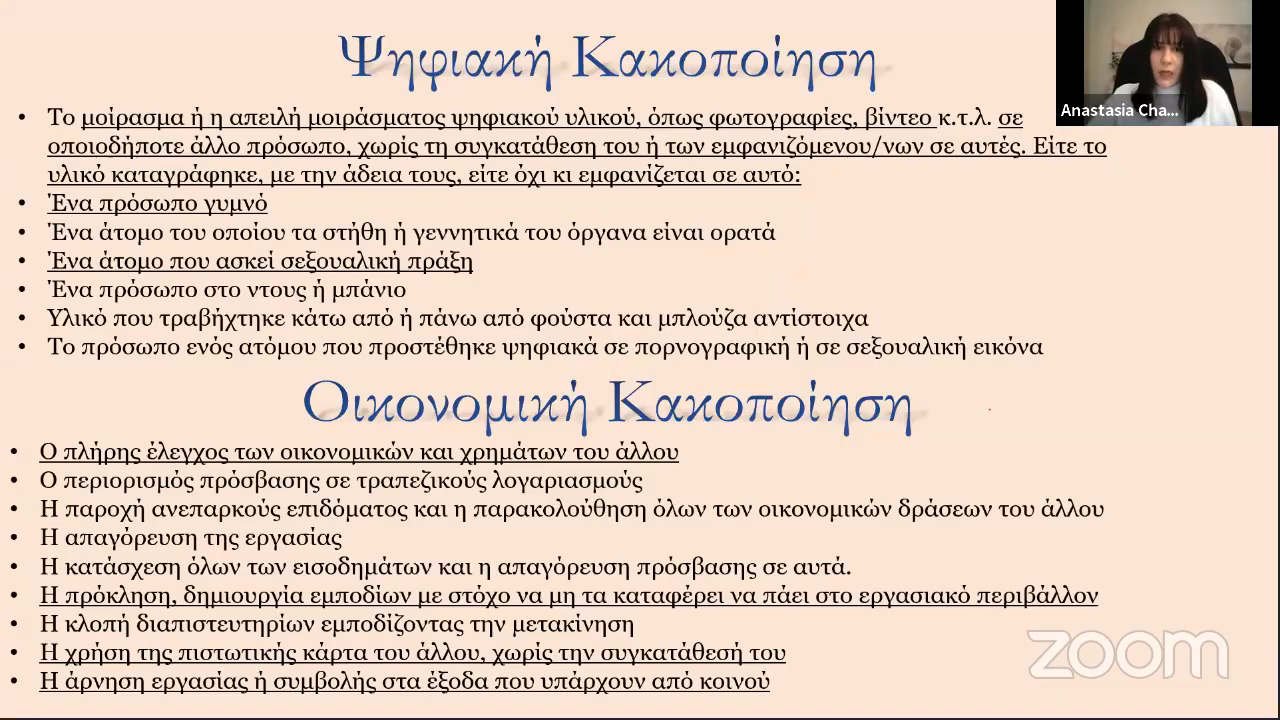 Ψηφιακή Κακοποίηση
Anastasia Cha...
• Το μοίρασμα ή η απειλή μοιράσματος ψηφιακού υλικού, όπως φωτογραφίες, βίντεο κ.τ.λ. σε
οποιοδήποτε άλλο πρόσωπο, χωρίς τη συγκατάθεση του ή των εμφανιζόμενου/νων σε αυτές. Είτε το
υλικό καταγράφηκε, με την άδεια τους, είτε όχι κι εμφανίζεται σε αυτό:
• Ένα πρόσωπο γυμνό
• Ένα άτομο του οποίου τα στήθη ή γεννητικά του όργανα είναι ορατά
• Ένα άτομο που ασκεί σεξουαλική πράξη
• Ένα πρόσωπο στο ντους ή μπάνιο
• Υλικό που τραβήχτηκε κάτω από ή πάνω από φούστα και μπλούζα αντίστοιχα
• Το πρόσωπο ενός ατόμου που προστέθηκε ψηφιακά σε πορνογραφική ή σε σεξουαλική εικόνα
Οικονομική Κακοποίηση
• Ο πλήρης έλεγχος των οικονομικών και χρημάτων του άλλου
• Ο περιορισμός πρόσβασης σε τραπεζικούς λογαριασμούς
• Η παροχή ανεπαρκούς επιδόματος και η παρακολούθηση όλων των οικονομικών δράσεων του άλλου
• Η απαγόρευση της εργασίας
• Η κατάσχεση όλων των εισοδημάτων και η απαγόρευση πρόσβασης σε αυτά.
• Η πρόκληση, δημιουργία εμποδίων με στόχο να μη τα καταφέρει να πάει στο εργασιακό περιβάλλον
• Η κλοπή διαπιστευτηρίων εμποδίζοντας την μετακίνηση
• Η χρήση της πιστωτικής κάρτα του άλλου, χωρίς την συγκατάθεσή του
• Η άρνηση εργασίας ή συμβολής στα έξοδα που υπάρχουν από κοινού
zoom